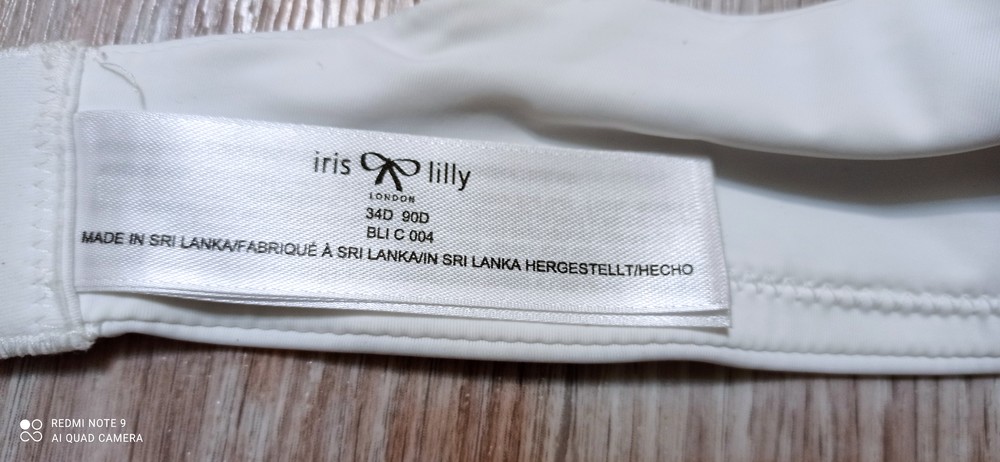 iris lilly
LONDON
34D 90D
BLI C 004
MADE IN SRI LANKA/FABRIQUÉ À SRI LANKA/IN SRI LANKA HERGESTELLT/HECHO
REDMI NOTE 9
AI QUAD CAMERA